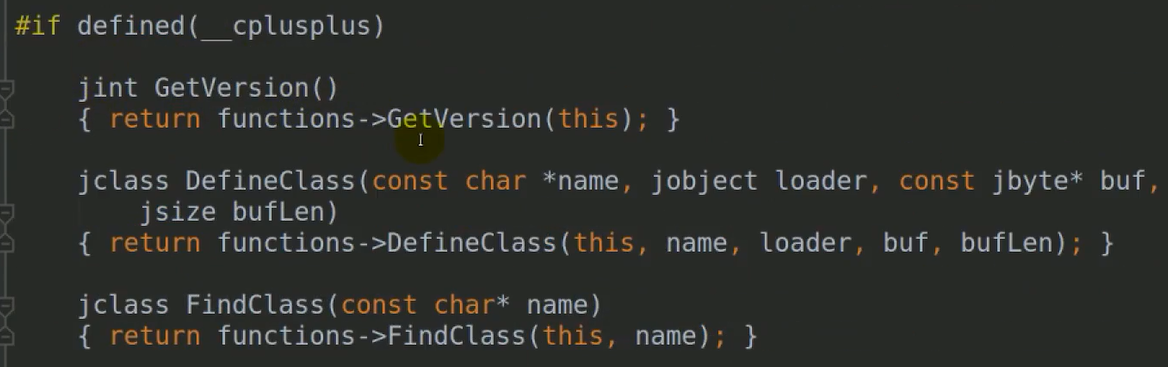 #if defined(__cplusplus)
jint GetVersion()
{ return functions->GetVersion(this); }
jclass DefineClass(const char *name, jobject loader, const jbyte* buf,
jsize bufLen)
{ return functions->DefineClass(this, name, loader, buf, bufLen); }
jclass FindClass(const char* name)
{ return functions->FindClass(this, name); }